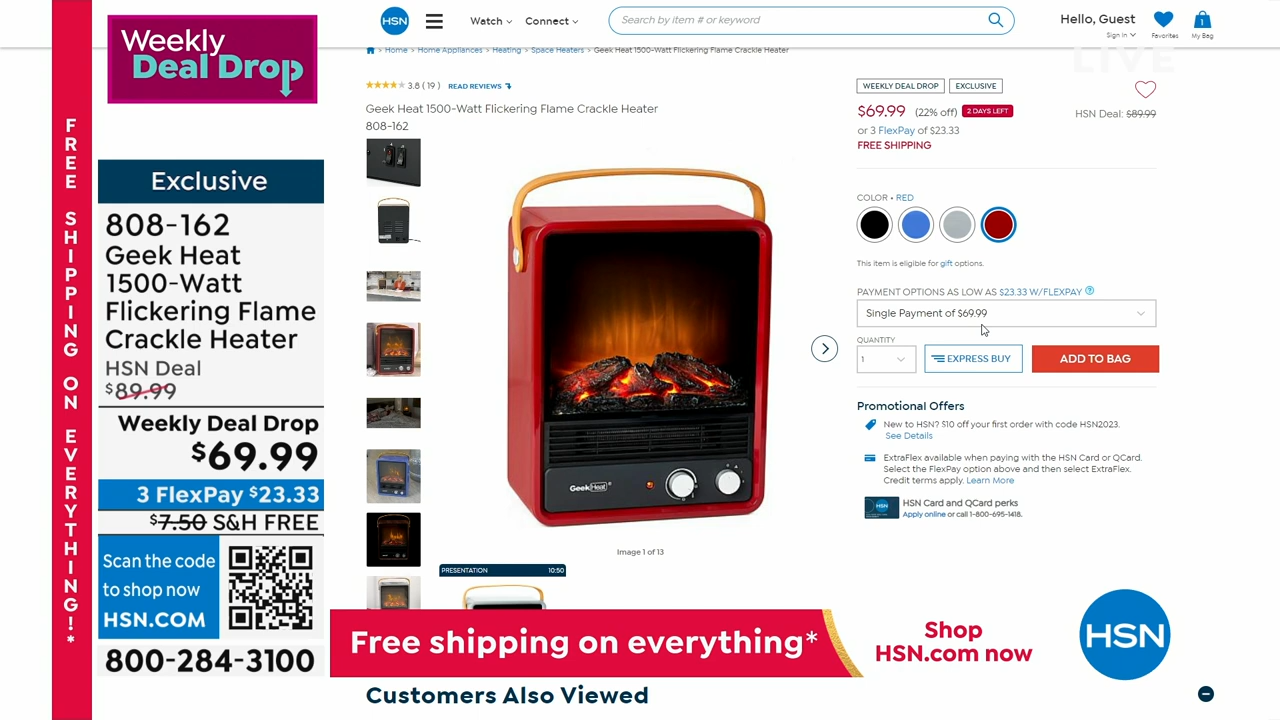 FREE SHIPPING ON EVERYTHING!*
Weekly
Deal Drop
Exclusive
808-162
Geek Heat
1500-Watt
Flickering Flame
Crackle Heater
HSN Deal
$89.99
Weekly Deal Drop
$69.99
3 FlexPay $23.33
$7.50 S&H FREE
Scan the code
to shop now
HSN.COM
800-284-3100
HSN
Watch
Connect
Search by item # or keyword
Hello, Guest
Sign In
Favorites
1
My Bag
LIVE
> Home > Home Appliances > Heating > Space Heaters > Geek Heat 1500-Watt Flickering Flame Crackle Heater
3.8 ( 19 ) READ REVIEWS
Geek Heat 1500-Watt Flickering Flame Crackle Heater
808-162
GeekHeat®
Image 1 of 13
PRESENTATION 10:50
WEEKLY DEAL DROP EXCLUSIVE
$69.99 (22% off) 2 DAYS LEFT
HSN Deal: $89.99
or 3 FlexPay of $23.33
FREE SHIPPING
COLOR • RED
This item is eligible for gift options.
PAYMENT OPTIONS AS LOW AS $23.33 W/FLEXPAY ?
Single Payment of $69.99
QUANTITY
1
EXPRESS BUY
ADD TO BAG
Promotional Offers
New to HSN? $10 off your first order with code HSN2023.
See Details
ExtraFlex available when paying with the HSN Card or QCard.
Select the FlexPay option above and then select ExtraFlex.
Credit terms apply. Learn More
HSN
HSN Card and QCard perks
Apply online or call 1-800-695-1418.
Free shipping on everything*
Shop
HSN.com now
HSN
Customers Also Viewed